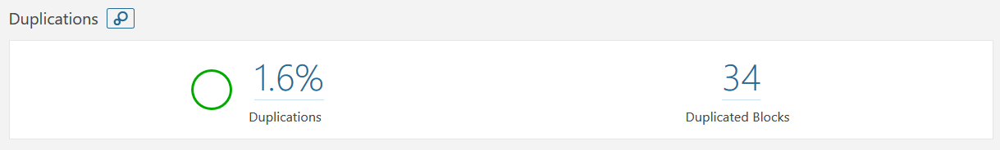 Duplications
1.6%
Duplications
34
Duplicated Blocks